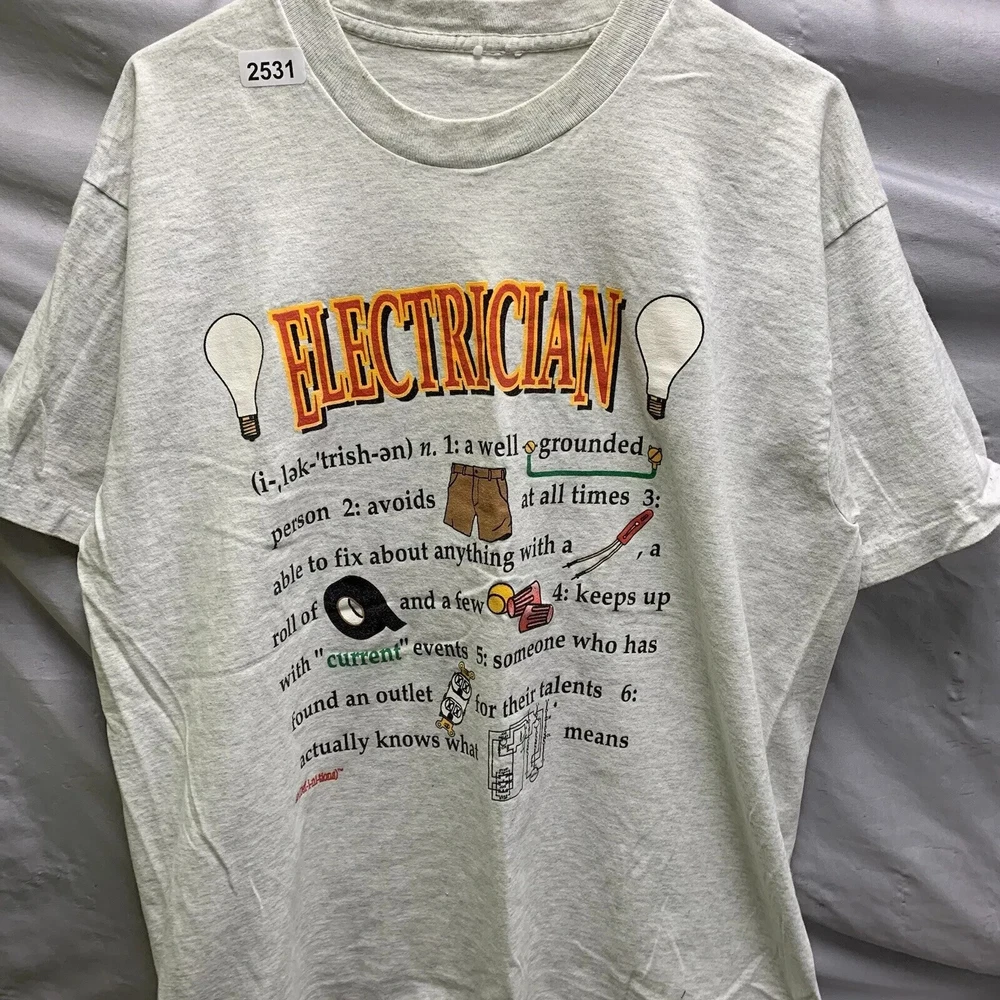 2531
ELECTRICIAN
(i-ˌlək-'trish-ən) n. 1: a well grounded
person 2: avoids at all times 3:
able to fix about anything with a , a
roll of and a few 4: keeps up
with "current" events 5: someone who has
found an outlet for their talents 6:
actually knows what means